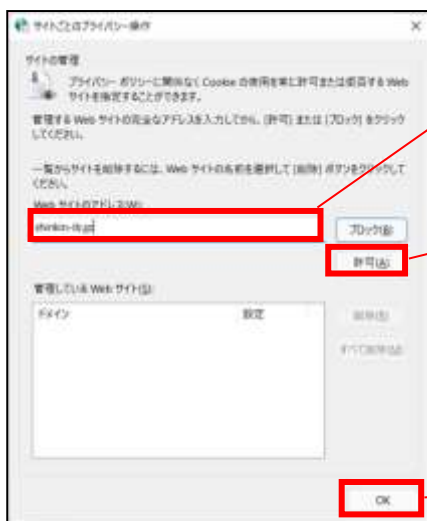 サイトごとのプライバシー操作
サイトの管理
プライバシー ポリシーに関係なく Cookie の使用を常に許可または拒否する Web
サイトを指定することができます。
管理する Web サイトの完全なアドレスを入力してから、[許可] または [ブロック] をクリック
してください。
一覧からサイトを削除するには、Web サイトの名前を選択して [削除] ボタンをクリックして
ください。
Web サイトのアドレス(W):
shinkin-ib.jp
ブロック(B)
許可(A)
管理している Web サイト(S):
ドメイン 設定
削除(R)
すべて削除(L)
OK